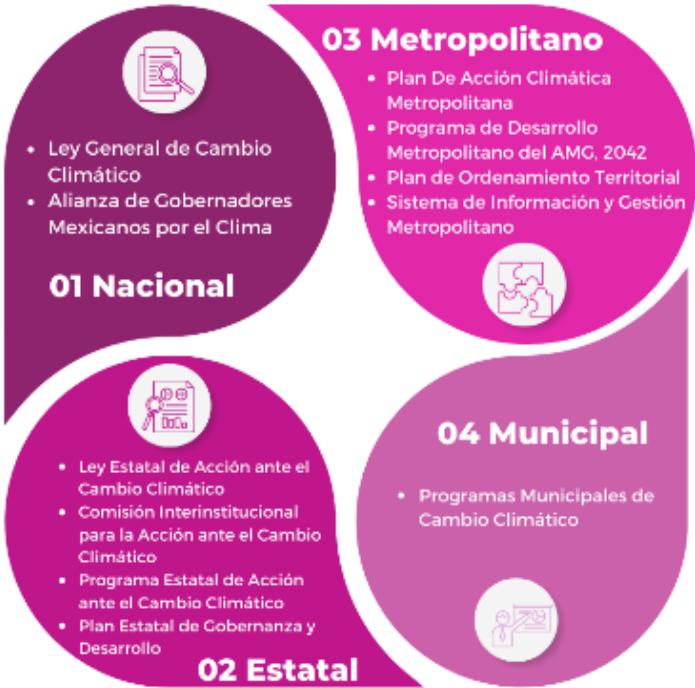 • Ley General de Cambio
Climático
• Alianza de Gobernadores
Mexicanos por el Clima
01 Nacional
• Ley Estatal de Acción ante el
Cambio Climático
• Comisión Interinstitucional
para la Acción ante el Cambio
Climático
• Programa Estatal de Acción
ante el Cambio Climático
• Plan Estatal de Gobernanza y
Desarrollo
02 Estatal
03 Metropolitano
• Plan De Acción Climática
Metropolitana
• Programa de Desarrollo
Metropolitano del AMG, 2042
• Plan de Ordenamiento Territorial
• Sistema de Información y Gestión
Metropolitano
04 Municipal
• Programas Municipales de
Cambio Climático